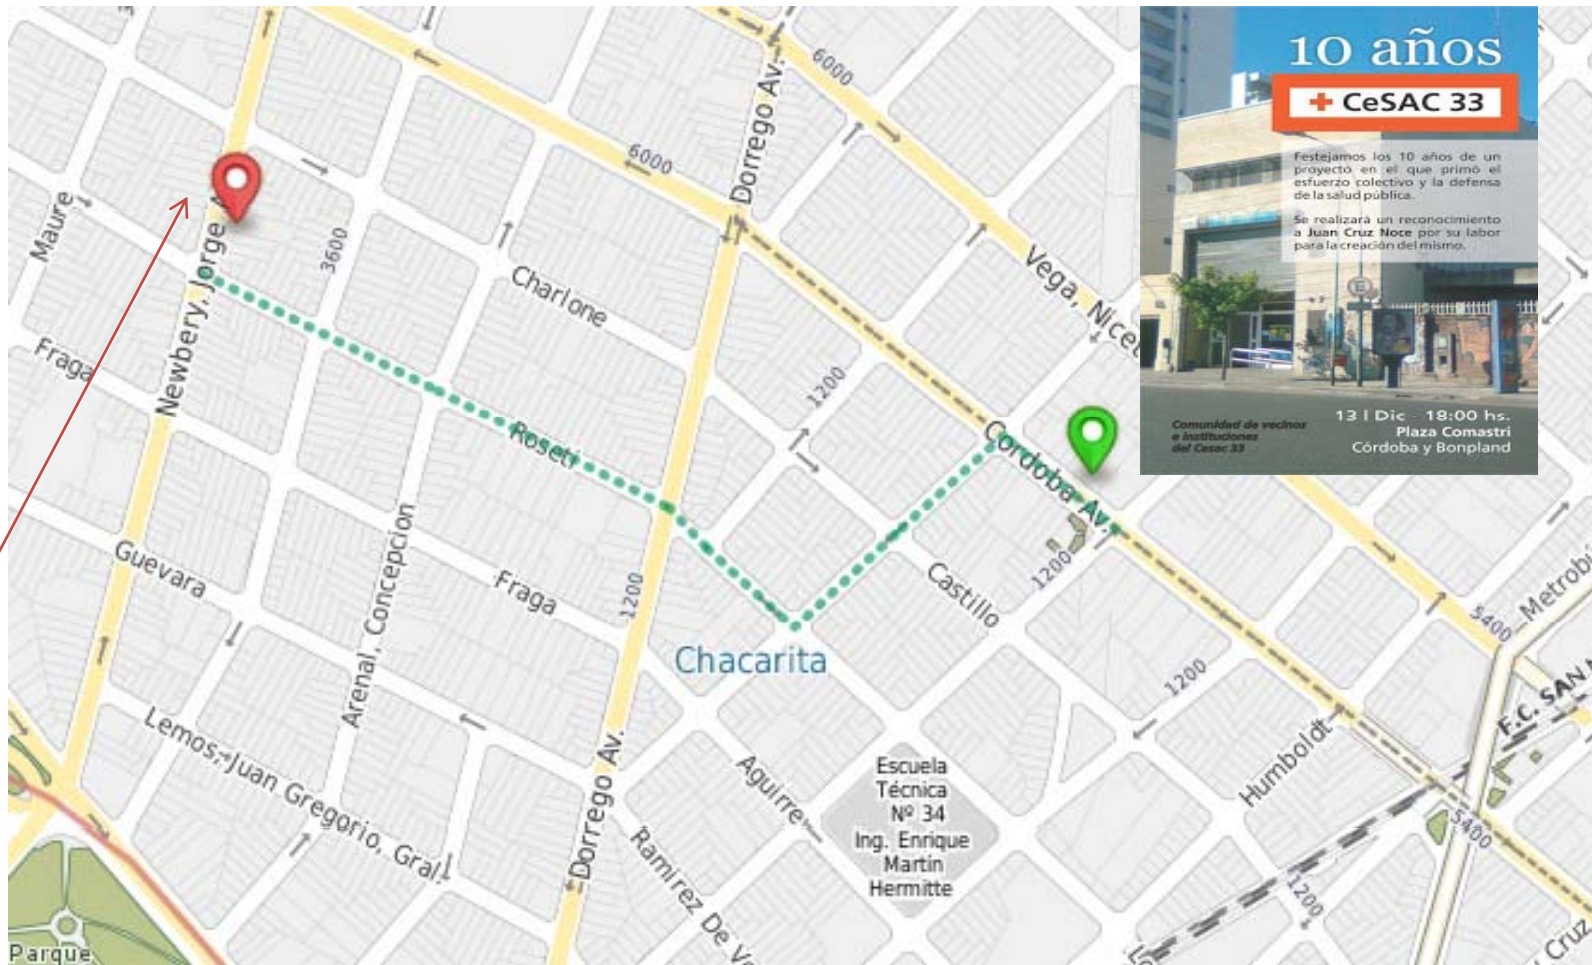 10 años
+ CeSAC 33
Festejamos los 10 años de un
proyecto en el que primó el
esfuerzo colectivo y la defensa
de la salud pública.
Se realizará un reconocimiento
a Juan Cruz Noce por su labor
para la creación del mismo.
Comunidad de vecinos
e instituciones
del Cesac 33
13 | Dic - 18:00 hs.
Plaza Comastri
Córdoba y Bonpland
6000
Dorrego Av.
6000
Maure
Newbery, Jorge A
3600
Charlone
Vega, Nicet
Fraga
1200
Cordoba Av.
Roseti
Guevara
Arenal, Concepcion
Fraga
1200
Castillo
1200
Metrobu
5400
Chacarita
1200
F.C. SAN M
Lemos, Juan Gregorio, Gral.
Dorrego Av.
Aguirre
Escuela
Técnica
Nº 34
Ing. Enrique
Martín
Hermitte
Humboldt
5400
Ramirez De Ve
1200
Cruz
Parque